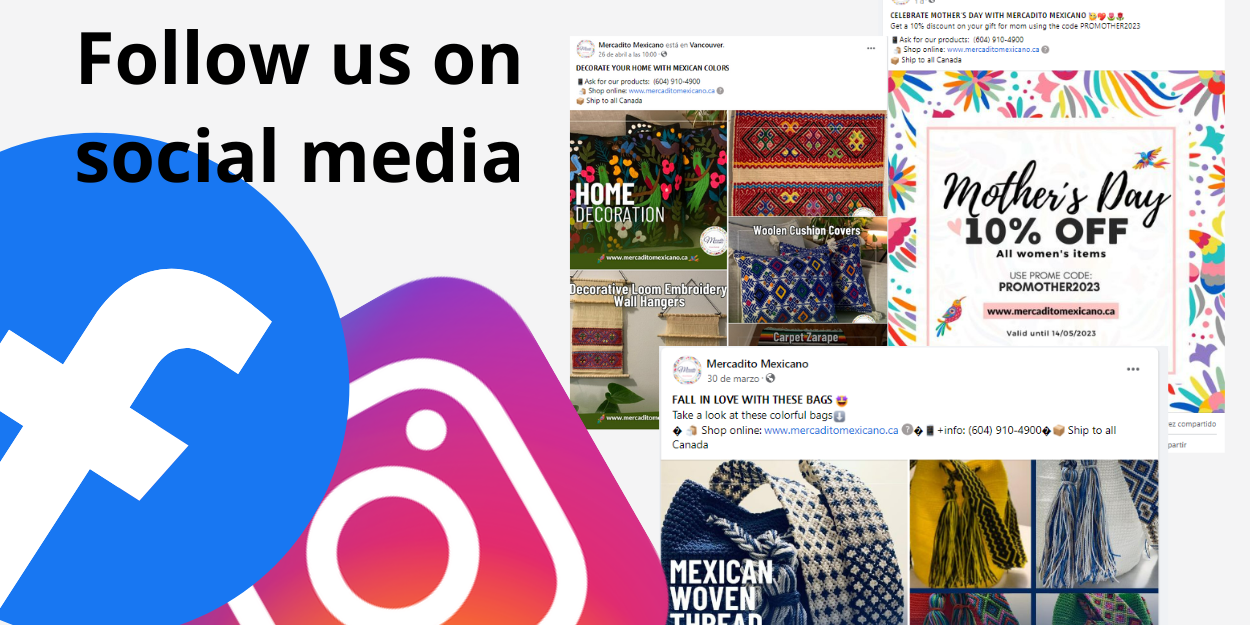 Follow us on
social media
Mercadito Mexicano está en Vancouver.
26 de abril a las 10:00 ·
DECORATE YOUR HOME WITH MEXICAN COLORS
Ask for our products: (604) 910-4900
Shop online: www.mercaditomexicano.ca
Ship to all Canada
HOME
DECORATION
www.mercaditomexicano.ca
Woolen Cushion Covers
Decorative Loom Embroidery
Wall Hangers
Carpet Zarape
www.mercaditome
CELEBRATE MOTHER'S DAY WITH MERCADITO MEXICANO
Get a 10% discount on your gift for mom using the code PROMOTHER2023
Ask for our products: (604) 910-4900
Shop online: www.mercaditomexicano.ca
Ship to all Canada
Mother's Day
10% OFF
All women's items
USE PROME CODE:
PROMOTHER2023
www.mercaditomexicano.ca
Valid until 14/05/2023
ez compartido
partir
Mercadito Mexicano
30 de marzo ·
FALL IN LOVE WITH THESE BAGS
Take a look at these colorful bags
Shop online: www.mercaditomexicano.ca +info: (604) 910-4900 Ship to all
Canada
MEXICAN
WOVEN
THREAD